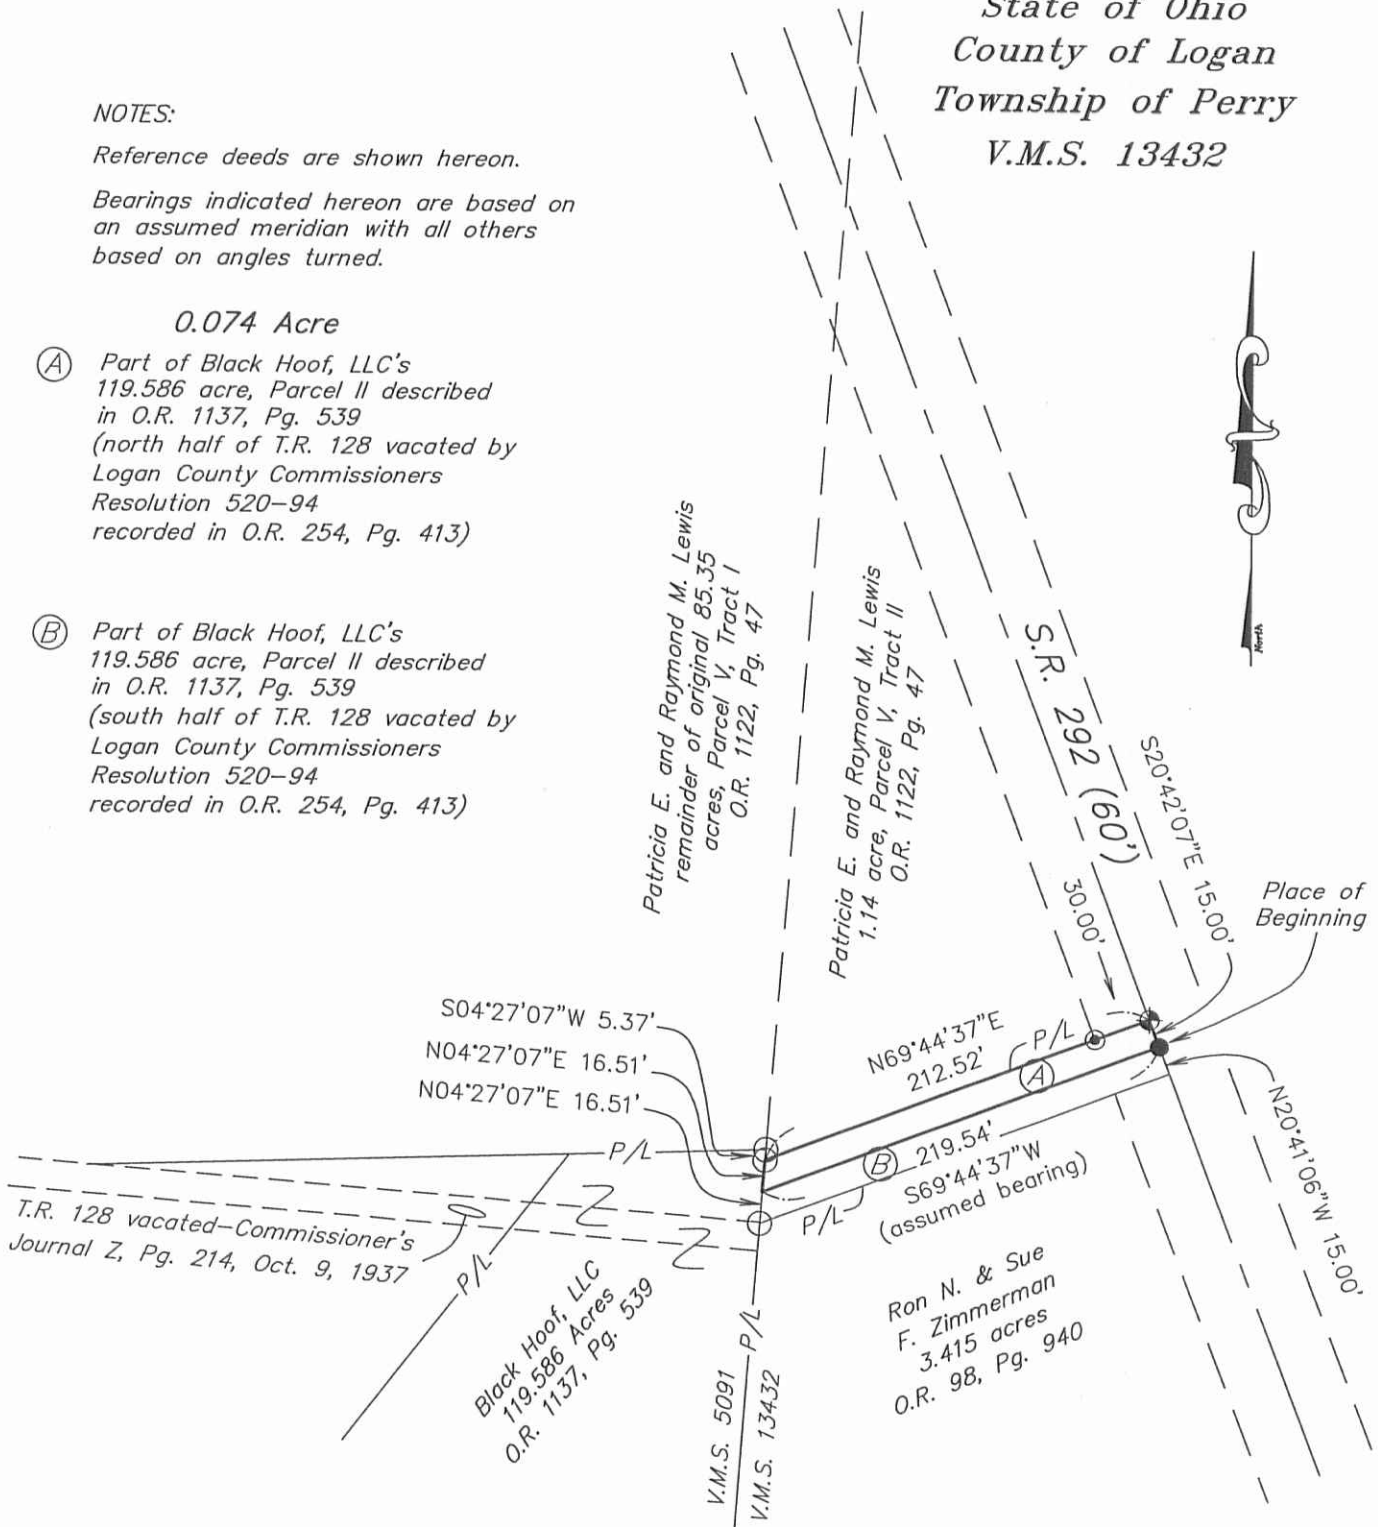 State of Ohio
County of Logan
Township of Perry
V.M.S. 13432
NOTES:
Reference deeds are shown hereon.
Bearings indicated hereon are based on
an assumed meridian with all others
based on angles turned.
0.074 Acre
A
Part of Black Hoof, LLC's
119.586 acre, Parcel II described
in O.R. 1137, Pg. 539
(north half of T.R. 128 vacated by
Logan County Commissioners
Resolution 520-94
recorded in O.R. 254, Pg. 413)
B
Part of Black Hoof, LLC's
119.586 acre, Parcel II described
in O.R. 1137, Pg. 539
(south half of T.R. 128 vacated by
Logan County Commissioners
Resolution 520-94
recorded in O.R. 254, Pg. 413)
North
Patricia E. and Raymond M. Lewis
remainder of original 85.35
acres, Parcel V, Tract I
O.R. 1122, Pg. 47
Patricia E. and Raymond M. Lewis
1.14 acre, Parcel V, Tract II
O.R. 1122, Pg. 47
S.R. 292 (60')
S20°42'07"E 15.00'
30.00'
Place of
Beginning
S04°27'07"W 5.37'
N04°27'07"E 16.51'
N04°27'07"E 16.51'
N69°44'37"E
212.52'
P/L
A
P/L
B
219.54'
S69°44'37"W
(assumed bearing)
P/L
N20°41'06"W 15.00'
T.R. 128 vacated-Commissioner's
Journal Z, Pg. 214, Oct. 9, 1937
P/L
Black Hoof, LLC
119.586 Acres
O.R. 1137, Pg. 539
Ron N. & Sue
F. Zimmerman
3.415 acres
O.R. 98, Pg. 940
P/L
V.M.S. 5091
V.M.S. 13432